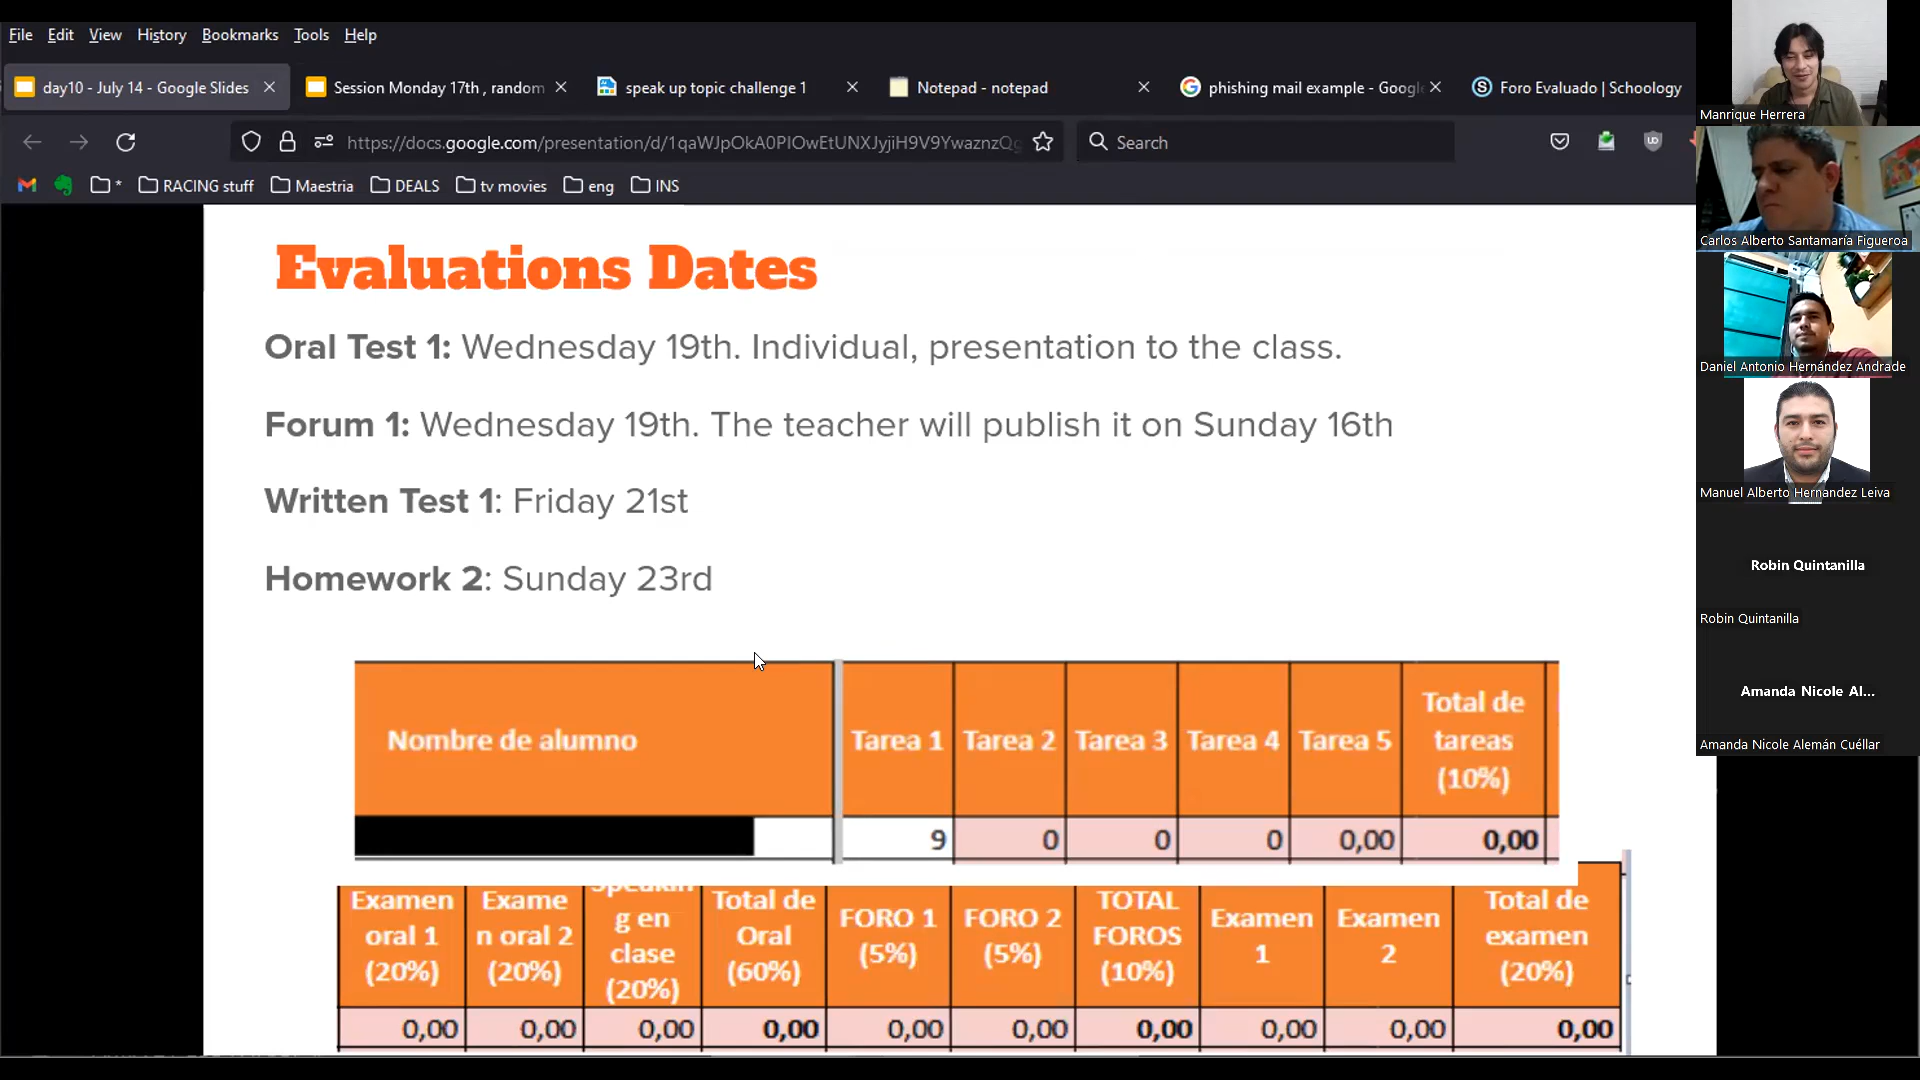 File Edit View History Bookmarks Tools Help
day10 - July 14 - Google Slides
Session Monday 17th , random
speak up topic challenge 1
Notepad - notepad
phishing mail example - Google
Foro Evaluado | Schoology
https://docs.google.com/presentation/d/1qaWJpOkA0PIOwEtUNXJyjiH9V9YwaznzQg
Search
* RACING stuff Maestria DEALS tv movies eng INS
Evaluations Dates
Oral Test 1: Wednesday 19th. Individual, presentation to the class.
Forum 1: Wednesday 19th. The teacher will publish it on Sunday 16th
Written Test 1: Friday 21st
Homework 2: Sunday 23rd
Nombre de alumno Tarea 1 Tarea 2 Tarea 3 Tarea 4 Tarea 5 Total de tareas (10%)
9 0 0 0 0,00 0,00
Examen oral 1 (20%) Examen oral 2 (20%) Speaking en clase (20%) Total de Oral (60%) FORO 1 (5%) FORO 2 (5%) TOTAL FOROS (10%) Examen 1 Examen 2 Total de examen (20%)
0,00 0,00 0,00 0,00 0,00 0,00 0,00 0,00 0,00 0,00
Manrique Herrera
Carlos Alberto Santamaría Figueroa
Daniel Antonio Hernández Andrade
Manuel Alberto Hernandez Leiva
Robin Quintanilla
Robin Quintanilla
Amanda Nicole Al...
Amanda Nicole Alemán Cuéllar